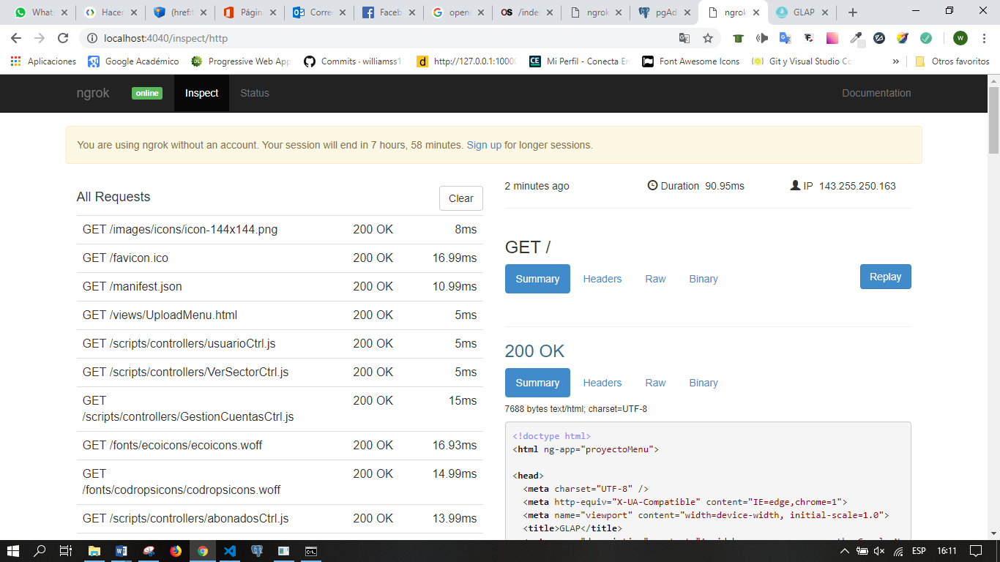 Whats
Hacer
(href:t
Págin
Corre
Faceb
opens
/inde
ngrok
pgAd
ngrok
GLAP
localhost:4040/inspect/http
Aplicaciones
Google Académico
Progressive Web App
Commits · williamss1
http://127.0.0.1:1000
Mi Perfil - Conecta En
Font Awesome Icons
Git y Visual Studio Co
»
Otros favoritos
ngrok
online
Inspect
Status
Documentation
You are using ngrok without an account. Your session will end in 7 hours, 58 minutes. Sign up for longer sessions.
All Requests
Clear
GET /images/icons/icon-144x144.png 200 OK 8ms
GET /favicon.ico 200 OK 16.99ms
GET /manifest.json 200 OK 10.99ms
GET /views/UploadMenu.html 200 OK 5ms
GET /scripts/controllers/usuarioCtrl.js 200 OK 5ms
GET /scripts/controllers/VerSectorCtrl.js 200 OK 5ms
GET 200 OK 15ms
/scripts/controllers/GestionCuentasCtrl.js
GET /fonts/ecoicons/ecoicons.woff 200 OK 16.93ms
GET 200 OK 14.99ms
/fonts/codropsicons/codropsicons.woff
GET /scripts/controllers/abonadosCtrl.js 200 OK 13.99ms
2 minutes ago
Duration 90.95ms
IP 143.255.250.163
GET /
Summary
Headers
Raw
Binary
Replay
200 OK
Summary
Headers
Raw
Binary
7688 bytes text/html; charset=UTF-8
<!doctype html>
<html ng-app="proyectoMenu">
<head>
<meta charset="UTF-8" />
<meta http-equiv="X-UA-Compatible" content="IE=edge,chrome=1">
<meta name="viewport" content="width=device-width, initial-scale=1.0">
<title>GLAP</title>
ESP
16:11